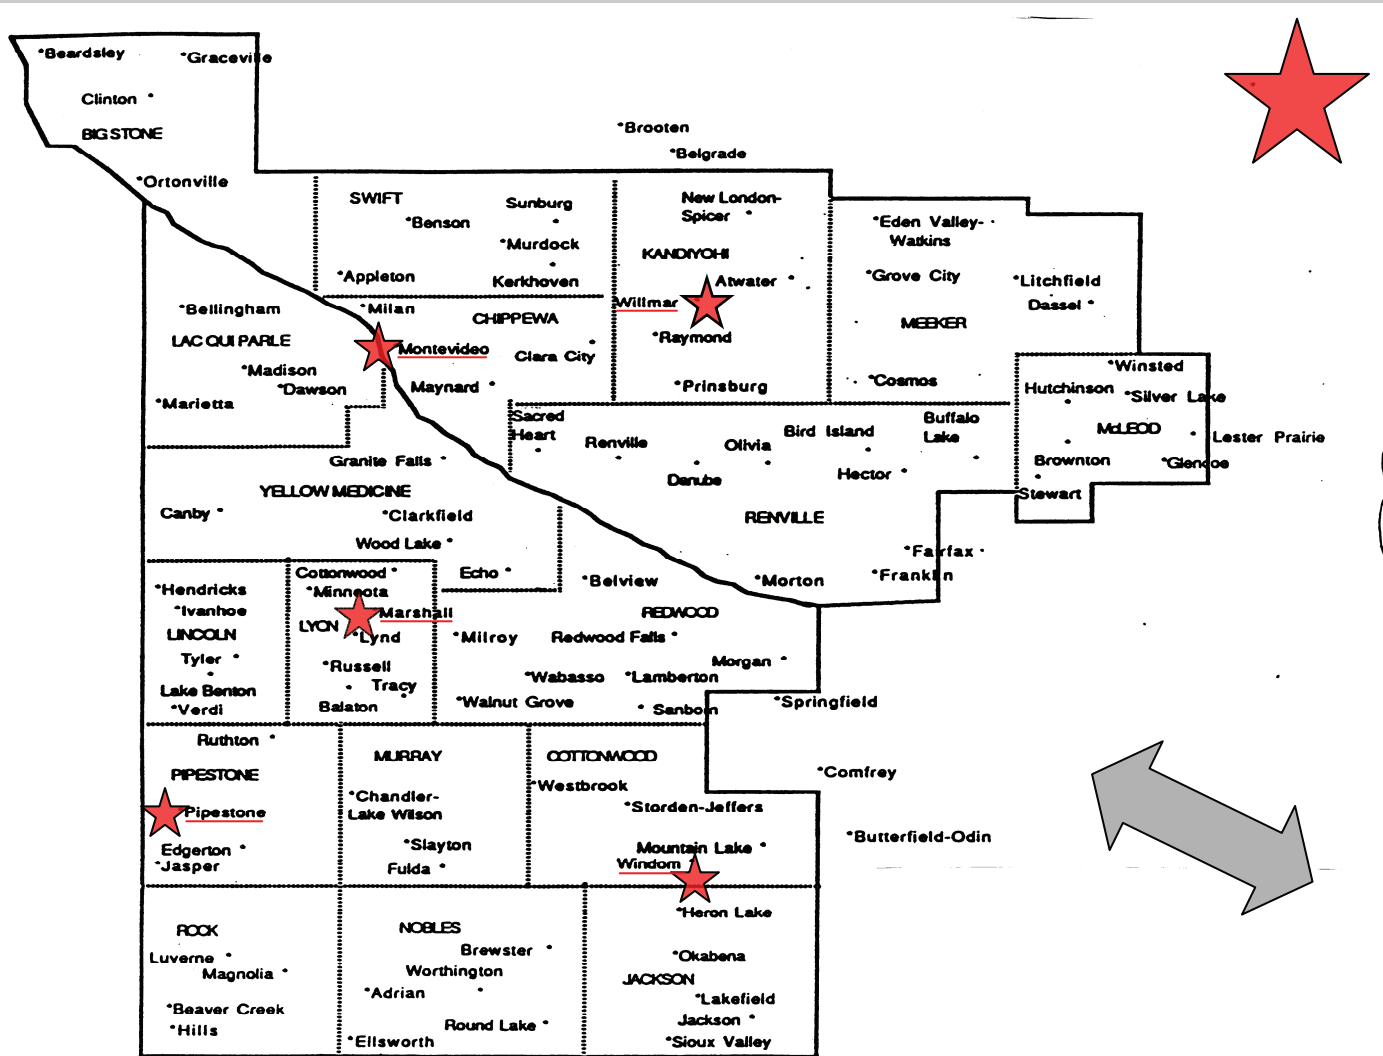 Beardsley
Graceville
Clinton
BIG STONE
Ortonville
Brooten
Belgrade
SWIFT
Sunburg
Benson
Murdock
Appleton
Kerkhoven
New London-
Spicer
KANDIYOHI
Atwater
Willmar
Raymond
Prinsburg
Eden Valley-
Watkins
Grove City
Litchfield
Dassel
MEEKER
Cosmos
Bellingham
Milan
CHIPPEWA
LAC QUI PARLE
Montevideo
Clara City
Madison
Dawson
Maynard
Marietta
Winsted
Hutchinson
Silver Lake
McLEOD
Lester Prairie
Brownton
Glencoe
Stewart
Sacred
Heart
Renville
Olivia
Bird Island
Buffalo
Lake
Danube
Hector
RENVILLE
Fairfax
Franklin
Morton
Granite Falls
YELLOW MEDICINE
Canby
Clarkfield
Wood Lake
Echo
Belview
Hendricks
Ivanhoe
LINCOLN
Tyler
Lake Benton
Verdi
Cottonwood
Minneota
Marshall
LYON
Lynd
Russell
Tracy
Balaton
REDWOOD
Milroy
Redwood Falls
Morgan
Wabasso
Lamberton
Walnut Grove
Sanborn
Springfield
Ruthton
PIPESTONE
Pipestone
Edgerton
Jasper
MURRAY
Chandler-
Lake Wilson
Slayton
Fulda
COTTONWOOD
Westbrook
Storden-Jeffers
Mountain Lake
Windom
Comfrey
Butterfield-Odin
ROCK
Luverne
Magnolia
Beaver Creek
Hills
NOBLES
Brewster
Worthington
Adrian
Round Lake
Ellsworth
Heron Lake
Okabena
JACKSON
Lakefield
Jackson
Sioux Valley